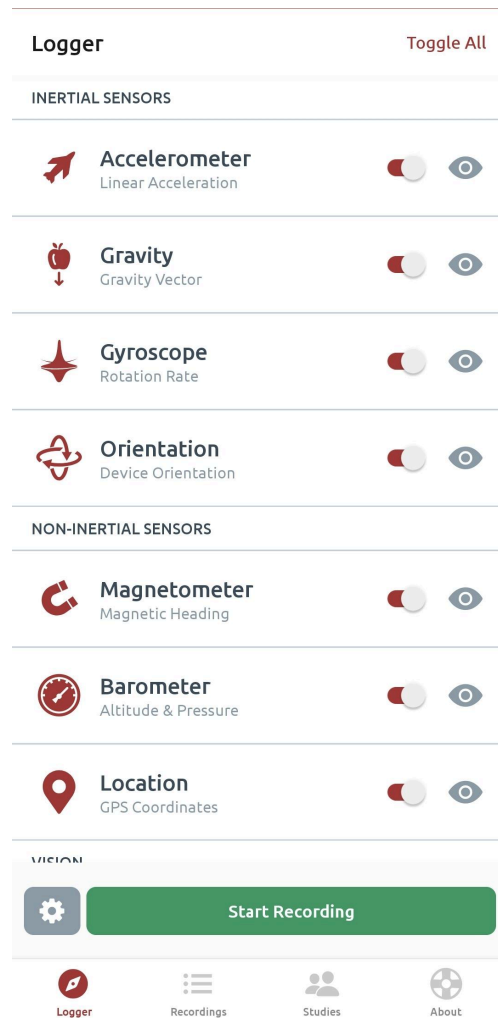 Logger
Toggle All
INERTIAL SENSORS
Accelerometer
Linear Acceleration
Gravity
Gravity Vector
Gyroscope
Rotation Rate
Orientation
Device Orientation
NON-INERTIAL SENSORS
Magnetometer
Magnetic Heading
Barometer
Altitude & Pressure
Location
GPS Coordinates
VISION
Start Recording
Logger
Recordings
Studies
About